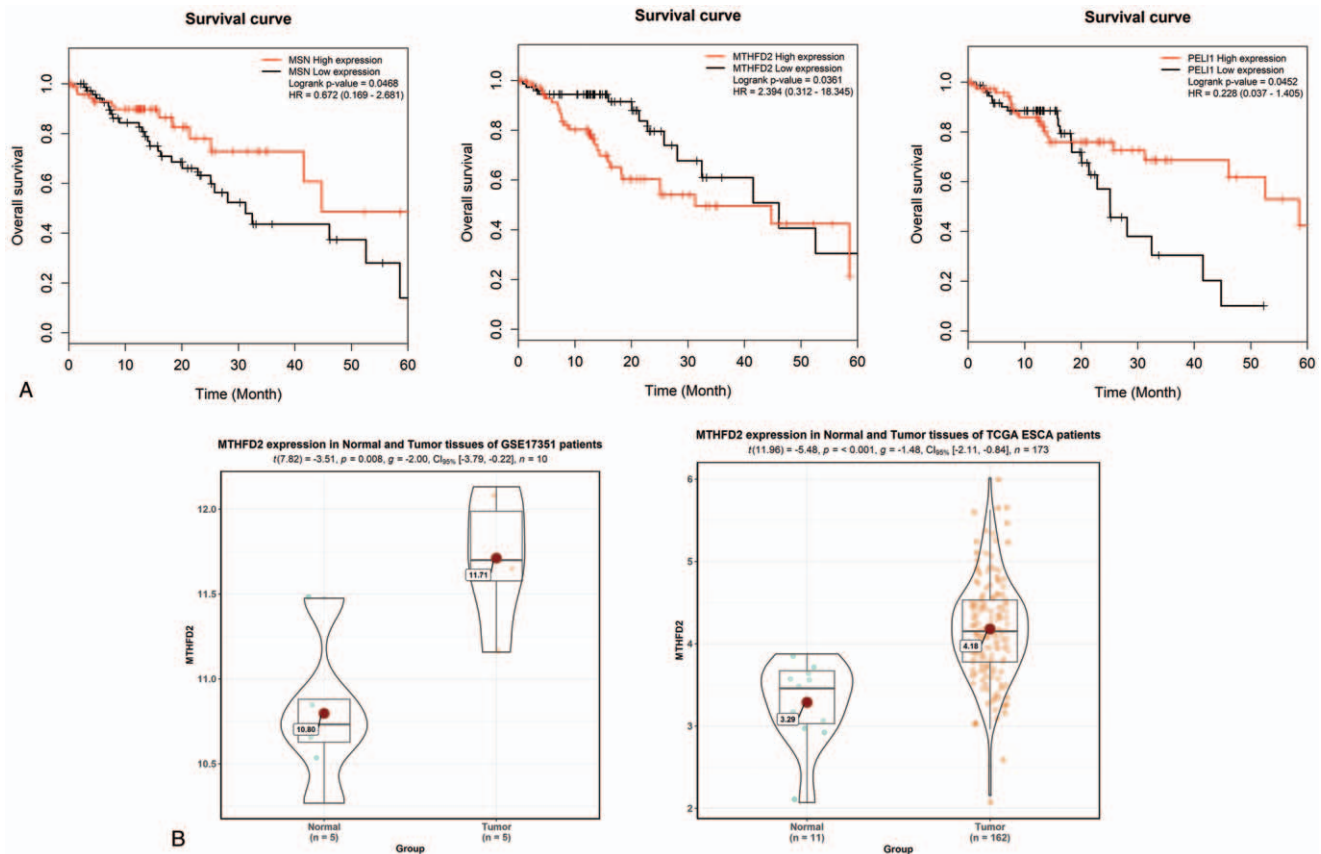 Survival curve
MSN High expression
MSN Low expression
Logrank p-value = 0.0468
HR = 0.672 (0.169 - 2.681)
Overall survival
0.0 0.2 0.4 0.6 0.8 1.0
0 10 20 30 40 50 60
Time (Month)
Survival curve
MTHFD2 High expression
MTHFD2 Low expression
Logrank p-value = 0.0361
HR = 2.394 (0.312 - 18.345)
Overall survival
0.0 0.2 0.4 0.6 0.8 1.0
0 10 20 30 40 50 60
Time (Month)
Survival curve
PELI1 High expression
PELI1 Low expression
Logrank p-value = 0.0452
HR = 0.228 (0.037 - 1.405)
Overall survival
0.0 0.2 0.4 0.6 0.8 1.0
0 10 20 30 40 50 60
Time (Month)
A
MTHFD2 expression in Normal and Tumor tissues of GSE17351 patients
t(7.82) = -3.51, p = 0.008, g = -2.00, CI95% [-3.79, -0.22], n = 10
MTHFD2
12.0
11.5
11.0
10.5
11.71
10.80
Normal Tumor
(n = 5) (n = 5)
Group
MTHFD2 expression in Normal and Tumor tissues of TCGA ESCA patients
t(11.96) = -5.48, p = < 0.001, g = -1.48, CI95% [-2.11, -0.84], n = 173
MTHFD2
6
5
4
3
2
4.18
3.29
Normal Tumor
(n = 11) (n = 162)
Group
B